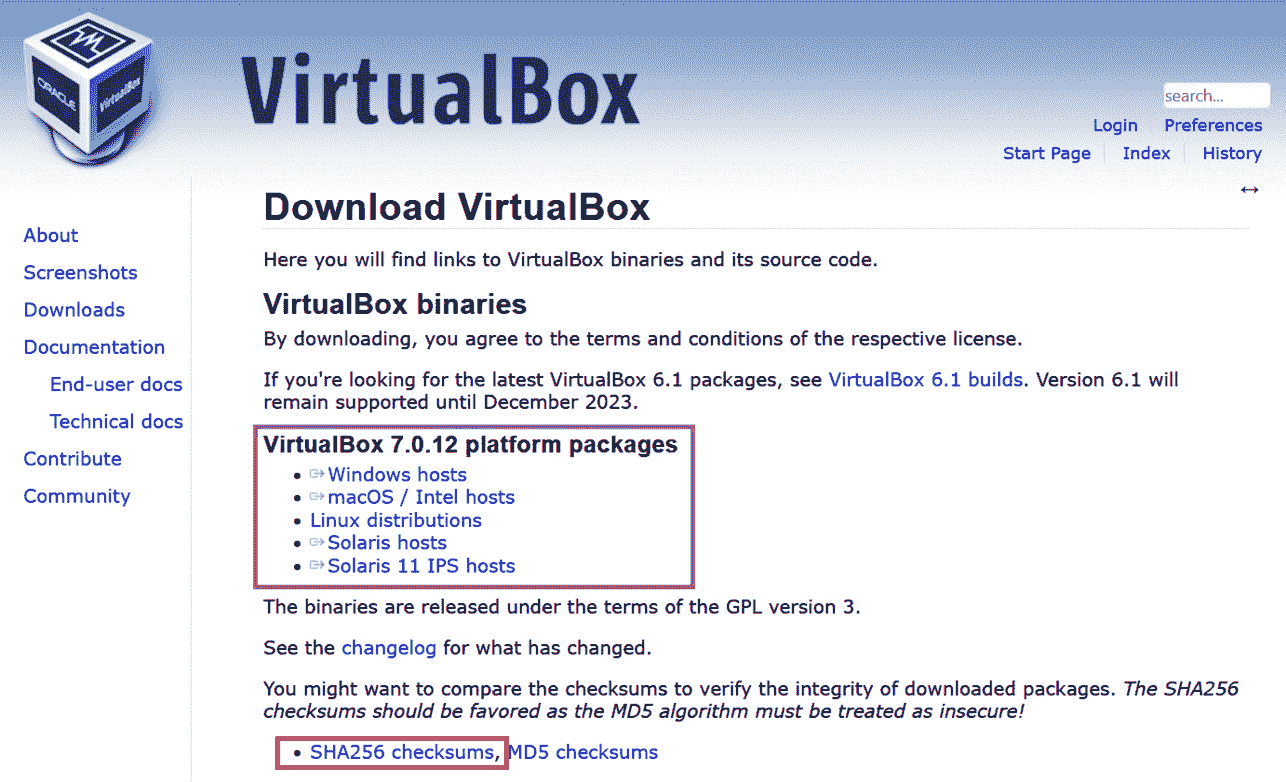 ORACLE
VirtualBox
VirtualBox
search...
Login Preferences
Start Page Index History
About
Screenshots
Downloads
Documentation
End-user docs
Technical docs
Contribute
Community
Download VirtualBox
Here you will find links to VirtualBox binaries and its source code.
VirtualBox binaries
By downloading, you agree to the terms and conditions of the respective license.
If you're looking for the latest VirtualBox 6.1 packages, see VirtualBox 6.1 builds. Version 6.1 will
remain supported until December 2023.
VirtualBox 7.0.12 platform packages
Windows hosts
macOS / Intel hosts
Linux distributions
Solaris hosts
Solaris 11 IPS hosts
The binaries are released under the terms of the GPL version 3.
See the changelog for what has changed.
You might want to compare the checksums to verify the integrity of downloaded packages. The SHA256
checksums should be favored as the MD5 algorithm must be treated as insecure!
SHA256 checksums, MD5 checksums